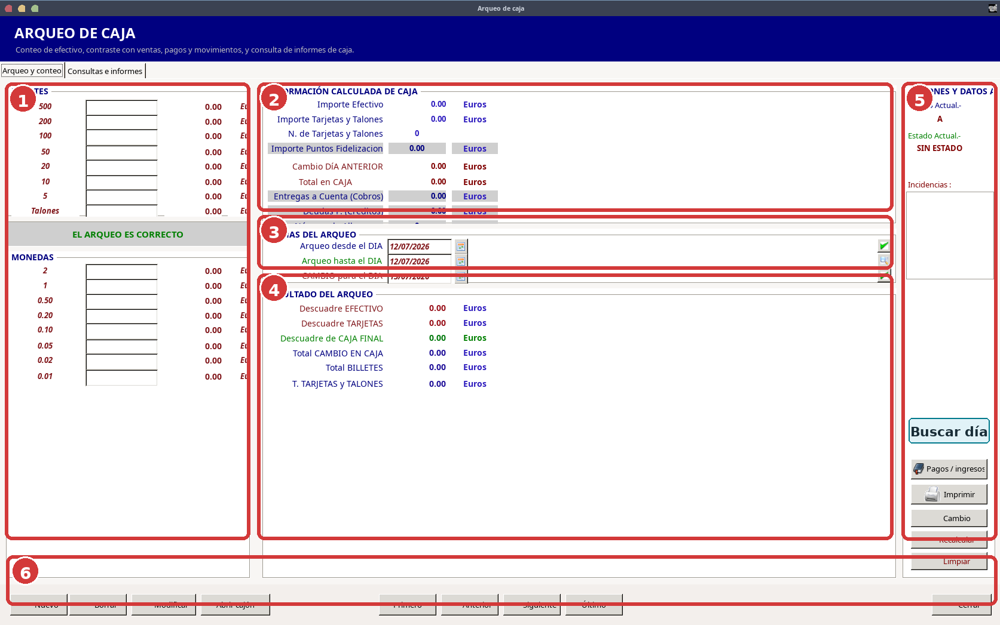 Arqueo de caja
ARQUEO DE CAJA
Conteo de efectivo, contraste con ventas, pagos y movimientos, y consulta de informes de caja.
Arqueo y conteo
Consultas e informes
1
TES
500 0.00 Eu
200 0.00 Eu
100 0.00 Eu
50 0.00 Eu
20 0.00 Eu
10 0.00 Eu
5 0.00 Eu
Talones 0.00 Eu
EL ARQUEO ES CORRECTO
MONEDAS
2 0.00 Eu
1 0.00 Eu
0.50 0.00 Eu
0.20 0.00 Eu
0.10 0.00 Eu
0.05 0.00 Eu
0.02 0.00 Eu
0.01 0.00 Eu
2
ORMACIÓN CALCULADA DE CAJA
Importe Efectivo 0.00 Euros
Importe Tarjetas y Talones 0.00 Euros
N. de Tarjetas y Talones 0
Importe Puntos Fidelizacion 0.00 Euros
Cambio DíA ANTERIOR 0.00 Euros
Total en CAJA 0.00 Euros
Entregas a Cuenta (Cobros) 0.00 Euros
Deudas P. (Creditos) 0.00 Euros
3
HAS DEL ARQUEO
Arqueo desde el DIA 12/07/2026
Arqueo hasta el DIA 12/07/2026
CAMBIO para el DIA 13/07/2026
4
ULTADO DEL ARQUEO
Descuadre EFECTIVO 0.00 Euros
Descuadre TARJETAS 0.00 Euros
Descuadre de CAJA FINAL 0.00 Euros
Total CAMBIO EN CAJA 0.00 Euros
Total BILLETES 0.00 Euros
T. TARJETAS y TALONES 0.00 Euros
5
ONES Y DATOS A
Actual.-
A
Estado Actual.-
SIN ESTADO
Incidencias :
Buscar día
Pagos / ingresos
Imprimir
Cambio
Recalcular
Limpiar
6
Nuevo
Borrar
Modificar
Abrir cajón
Primero
Anterior
Siguiente
Último
Cerrar